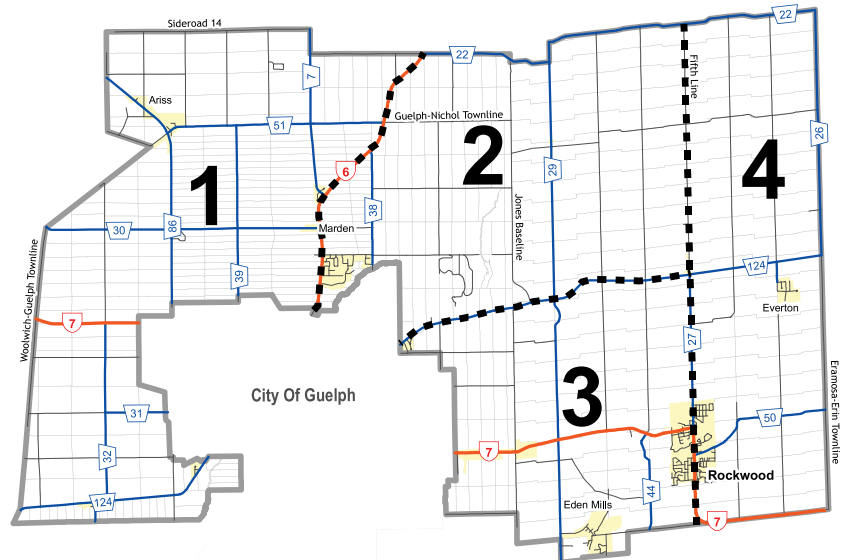 Sideroad 14
22
22
7
Fifth Line
Ariss
51
Guelph-Nichol Townline
26
2
4
6
29
1
38
Jones Baseline
30
86
Marden
39
124
Woolwich-Guelph Townline
7
Everton
27
Eramosa-Erin Townline
City Of Guelph
3
31
50
7
32
Rockwood
44
124
Eden Mills
7